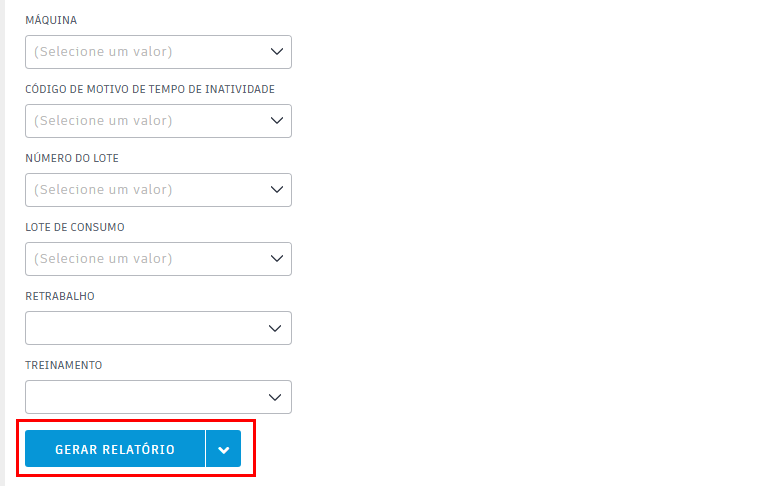 MÁQUINA
(Selecione um valor)
CÓDIGO DE MOTIVO DE TEMPO DE INATIVIDADE
(Selecione um valor)
NÚMERO DO LOTE
(Selecione um valor)
LOTE DE CONSUMO
(Selecione um valor)
RETRABALHO
TREINAMENTO
GERAR RELATÓRIO